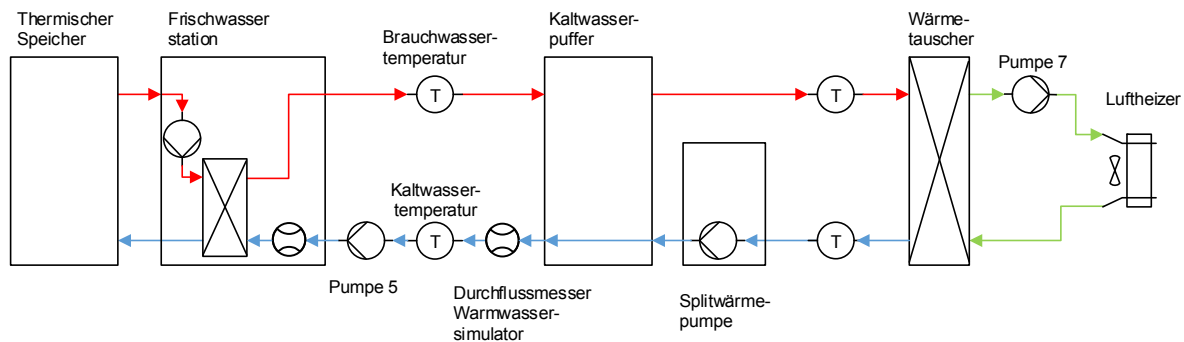 Thermischer
Speicher
Frischwasser
station
Brauchwasser-
temperatur
Kaltwasser-
puffer
Wärme-
tauscher
Pumpe 7
Luftheizer
T
T
Kaltwasser-
temperatur
T
T
Pumpe 5
Durchflussmesser
Warmwasser-
simulator
Splitwärme-
pumpe